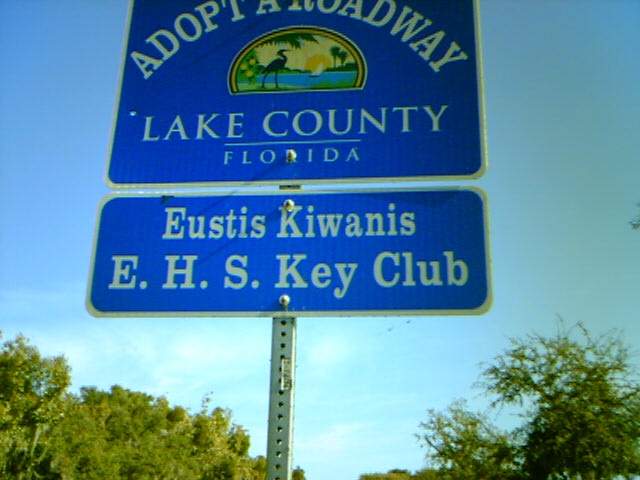 ADOPT A ROADWAY
LAKE COUNTY
FLORIDA
Eustis Kiwanis
E. H. S. Key Club